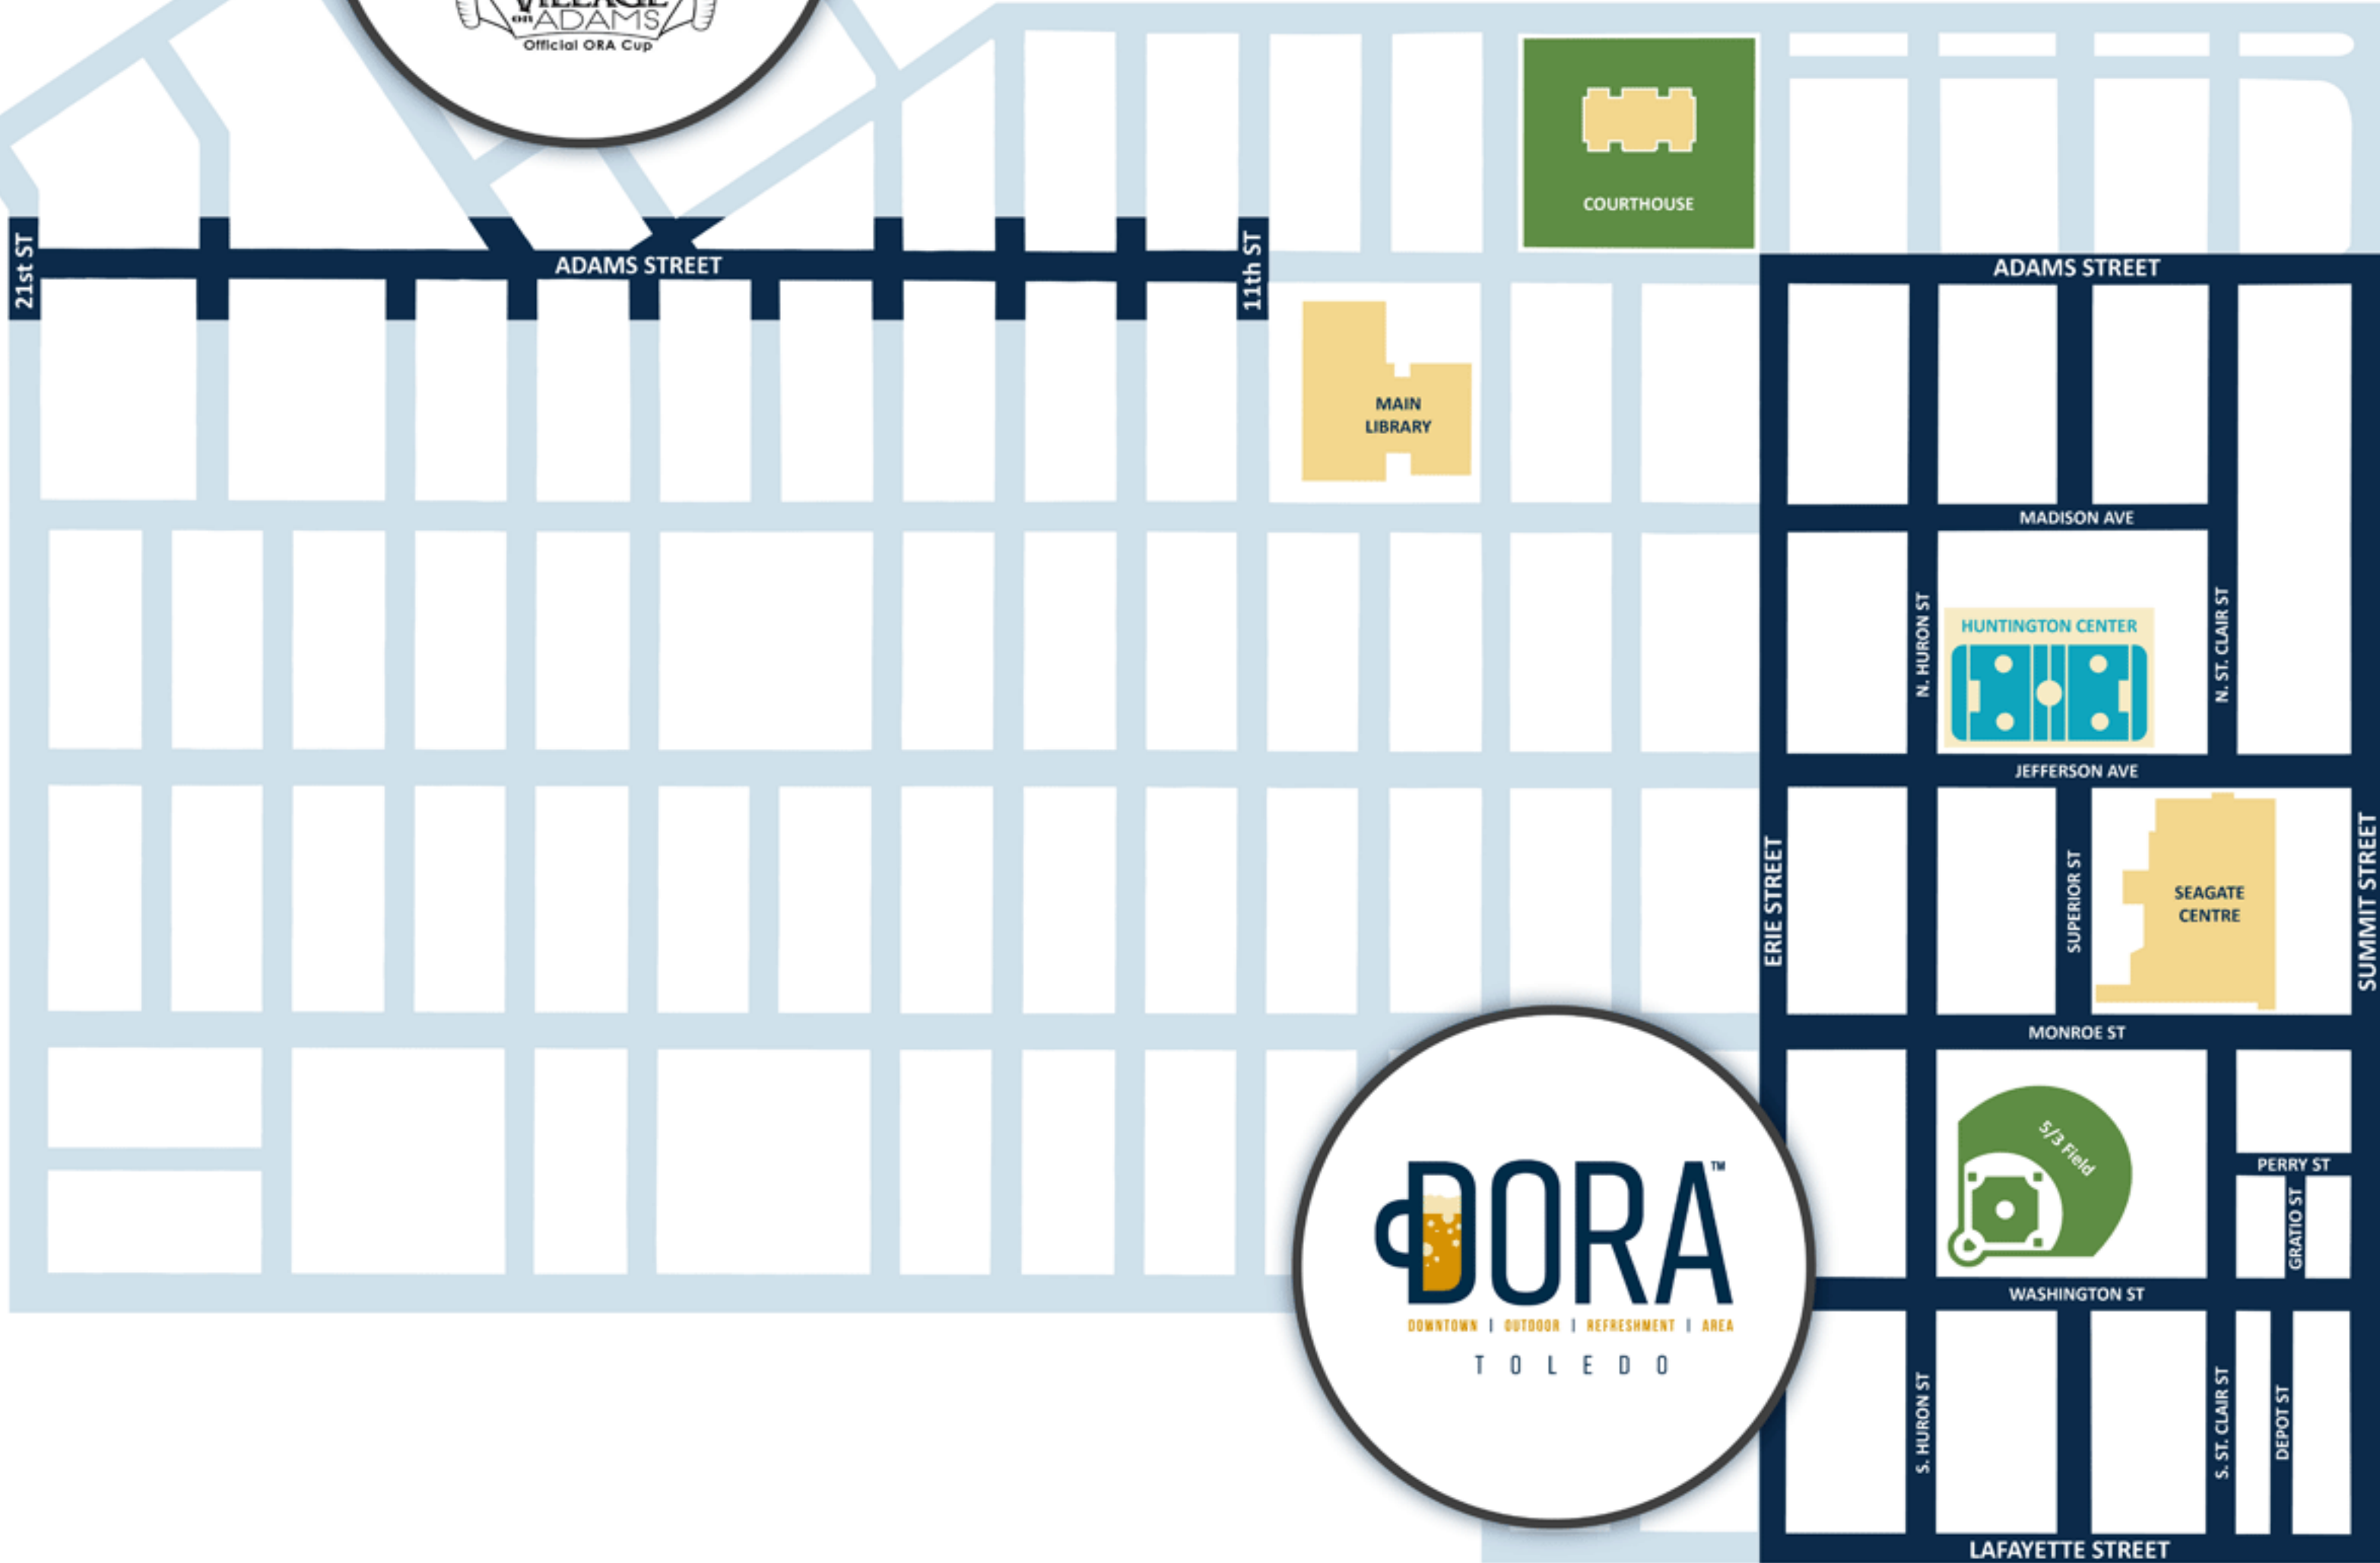 VILLAGE
on ADAMS
Official ORA Cup
COURTHOUSE
21st ST
ADAMS STREET
11th ST
ADAMS STREET
MAIN
LIBRARY
MADISON AVE
N. HURON ST
HUNTINGTON CENTER
N. ST. CLAIR ST
JEFFERSON AVE
ERIE STREET
SUPERIOR ST
SEAGATE
CENTRE
SUMMIT STREET
MONROE ST
5/3 Field
PERRY ST
GRATIO ST
DORA™
DOWNTOWN | OUTDOOR | REFRESHMENT | AREA
TOLEDO
WASHINGTON ST
S. HURON ST
S. ST. CLAIR ST
DEPOT ST
LAFAYETTE STREET